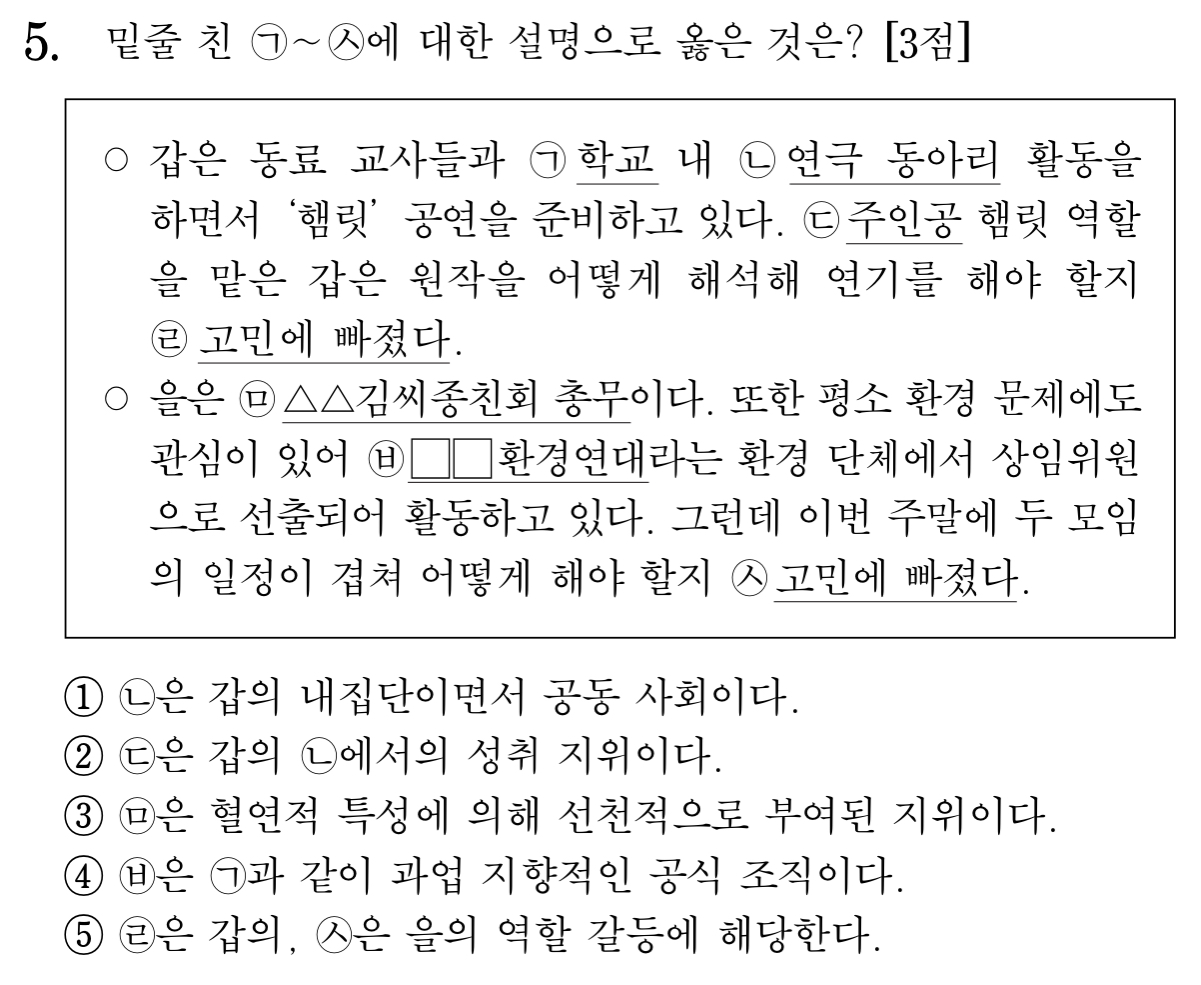 5. 밑줄 친 ㉠~㉦에 대한 설명으로 옳은 것은? [3점]
○ 갑은 동료 교사들과 ㉠학교 내 ㉡연극 동아리 활동을
하면서 ‘햄릿’ 공연을 준비하고 있다. ㉢주인공 햄릿 역할
을 맡은 갑은 원작을 어떻게 해석해 연기를 해야 할지
㉣고민에 빠졌다.
○ 을은 ㉤△△김씨종친회 총무이다. 또한 평소 환경 문제에도
관심이 있어 ㉥□□환경연대라는 환경 단체에서 상임위원
으로 선출되어 활동하고 있다. 그런데 이번 주말에 두 모임
의 일정이 겹쳐 어떻게 해야 할지 ㉦고민에 빠졌다.
① ㉡은 갑의 내집단이면서 공동 사회이다.
② ㉢은 갑의 ㉡에서의 성취 지위이다.
③ ㉤은 혈연적 특성에 의해 선천적으로 부여된 지위이다.
④ ㉥은 ㉠과 같이 과업 지향적인 공식 조직이다.
⑤ ㉣은 갑의, ㉦은 을의 역할 갈등에 해당한다.